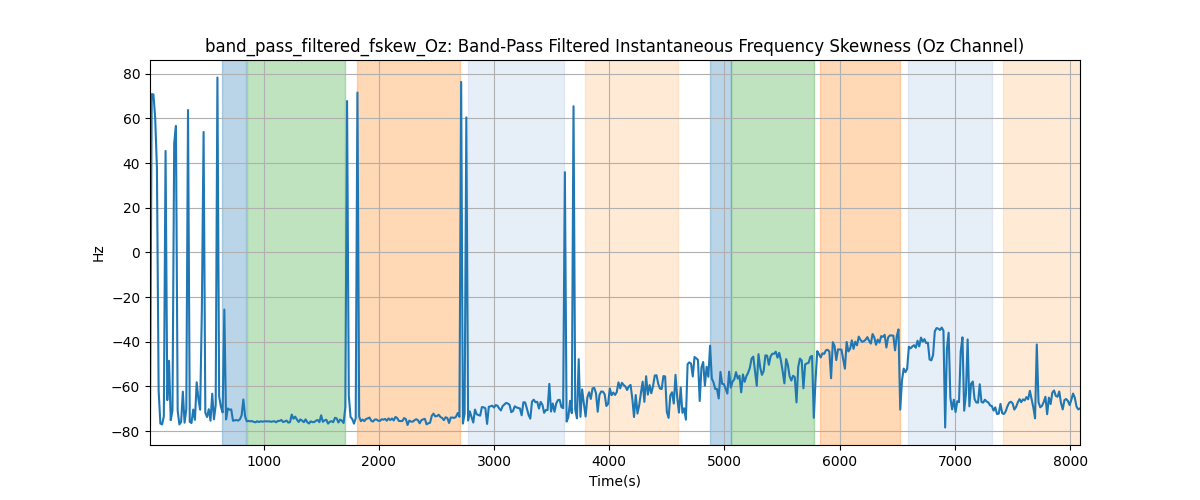 band_pass_filtered_fskew_Oz: Band-Pass Filtered Instantaneous Frequency Skewness (Oz Channel)
80
60
40
20
0
−20
−40
−60
−80
Hz
1000 2000 3000 4000 5000 6000 7000 8000
Time(s)